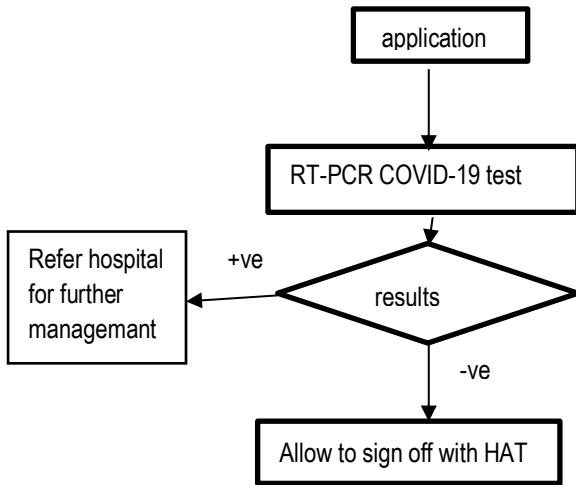 application
RT-PCR COVID-19 test
Refer hospital
for further
managemant
+ve
results
-ve
Allow to sign off with HAT